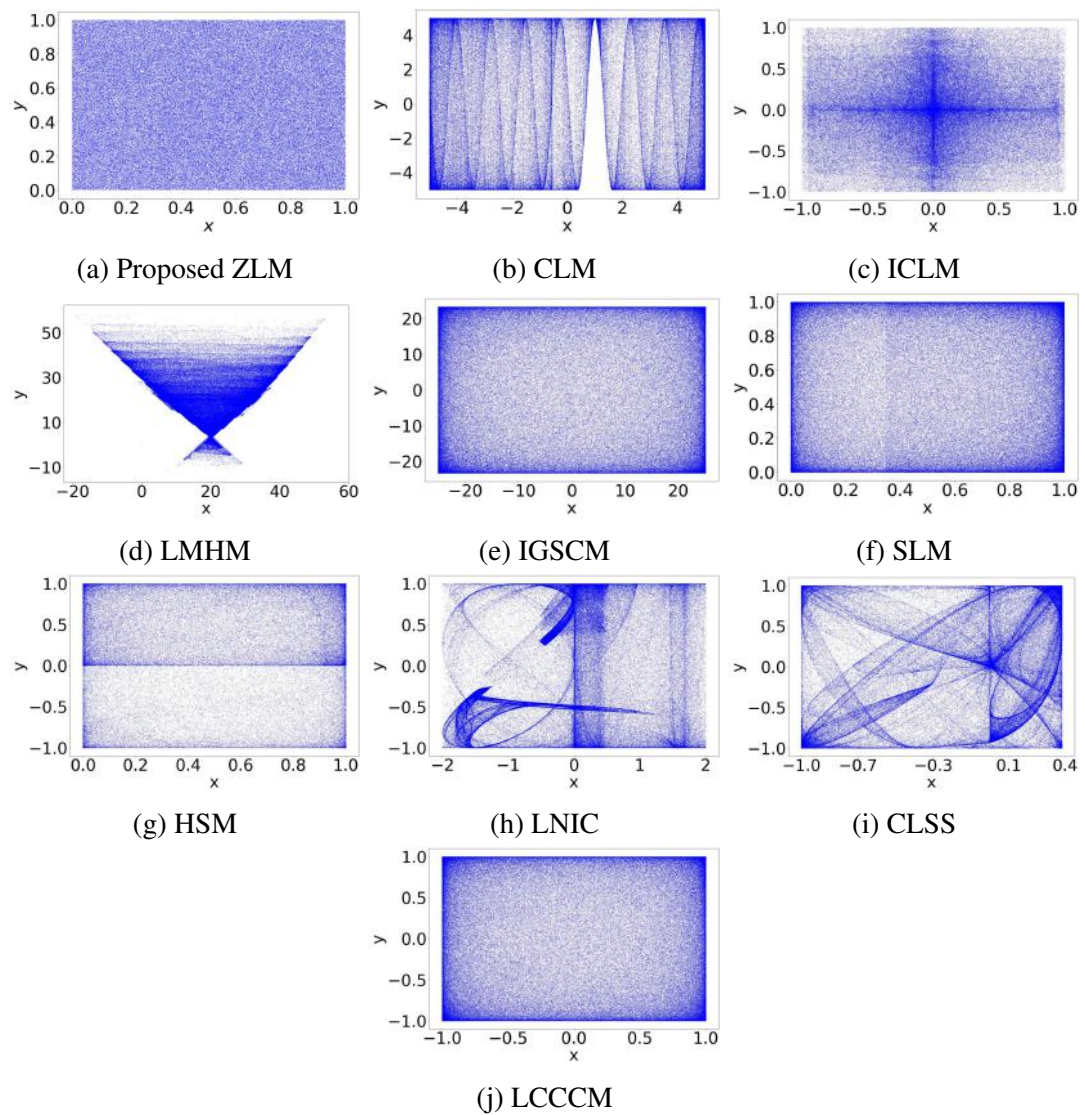 1.0
0.8
0.6
0.4
0.2
0.0
y
0.0 0.2 0.4 0.6 0.8 1.0
x
(a) Proposed ZLM
4
2
0
−2
−4
y
−4 −2 0 2 4
x
(b) CLM
1.0
0.5
0.0
−0.5
−1.0
y
−1.0 −0.5 0.0 0.5 1.0
x
(c) ICLM
50
30
10
−10
y
−20 0 20 40 60
x
(d) LMHM
20
10
0
−10
−20
y
−20 −10 0 10 20
x
(e) IGSCM
1.0
0.8
0.6
0.4
0.2
0.0
y
0.0 0.2 0.4 0.6 0.8 1.0
x
(f) SLM
1.0
0.5
0.0
−0.5
−1.0
y
0.0 0.2 0.4 0.6 0.8 1.0
x
(g) HSM
1.0
0.5
0.0
−0.5
−1.0
y
−2 −1 0 1 2
x
(h) LNIC
1.0
0.5
0.0
−0.5
−1.0
y
−1.0 −0.7 −0.3 0.1 0.4
x
(i) CLSS
1.0
0.5
0.0
−0.5
−1.0
y
−1.0 −0.5 0.0 0.5 1.0
x
(j) LCCCM